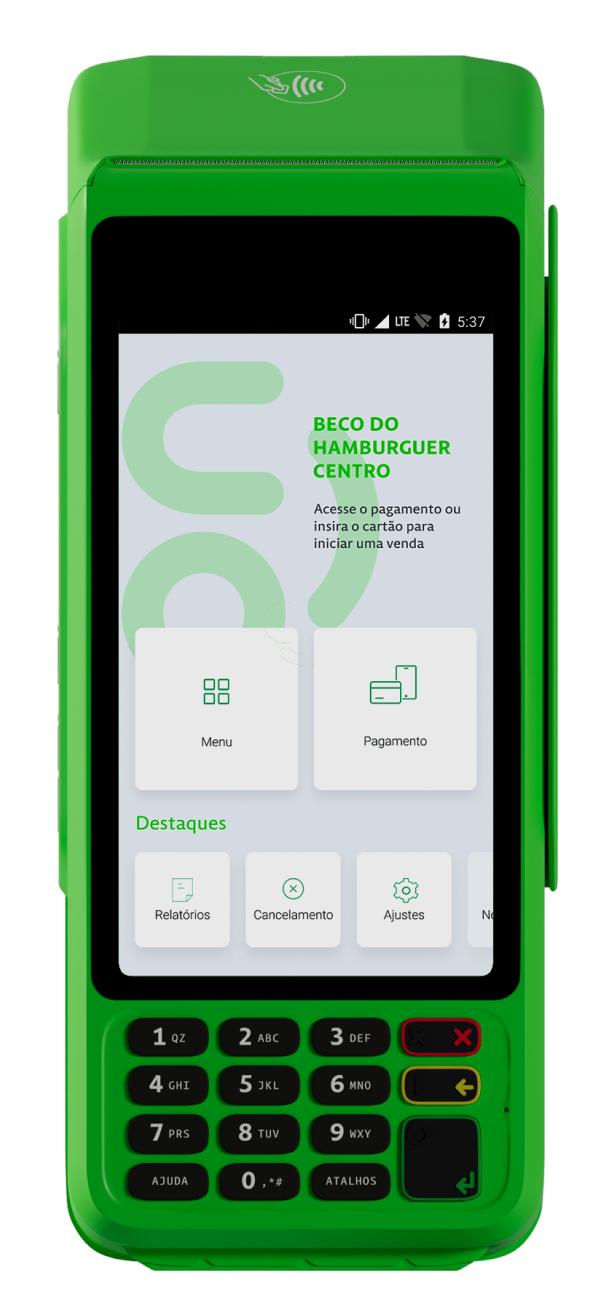 LTE 5:37
BECO DO
HAMBURGUER
CENTRO
Acesse o pagamento ou
insira o cartão para
iniciar uma venda
Menu
Pagamento
Destaques
Relatórios
Cancelamento
Ajustes
1 QZ
2 ABC
3 DEF
4 GHI
5 JKL
6 MNO
7 PRS
8 TUV
9 WXY
AJUDA
0 ,*#
ATALHOS